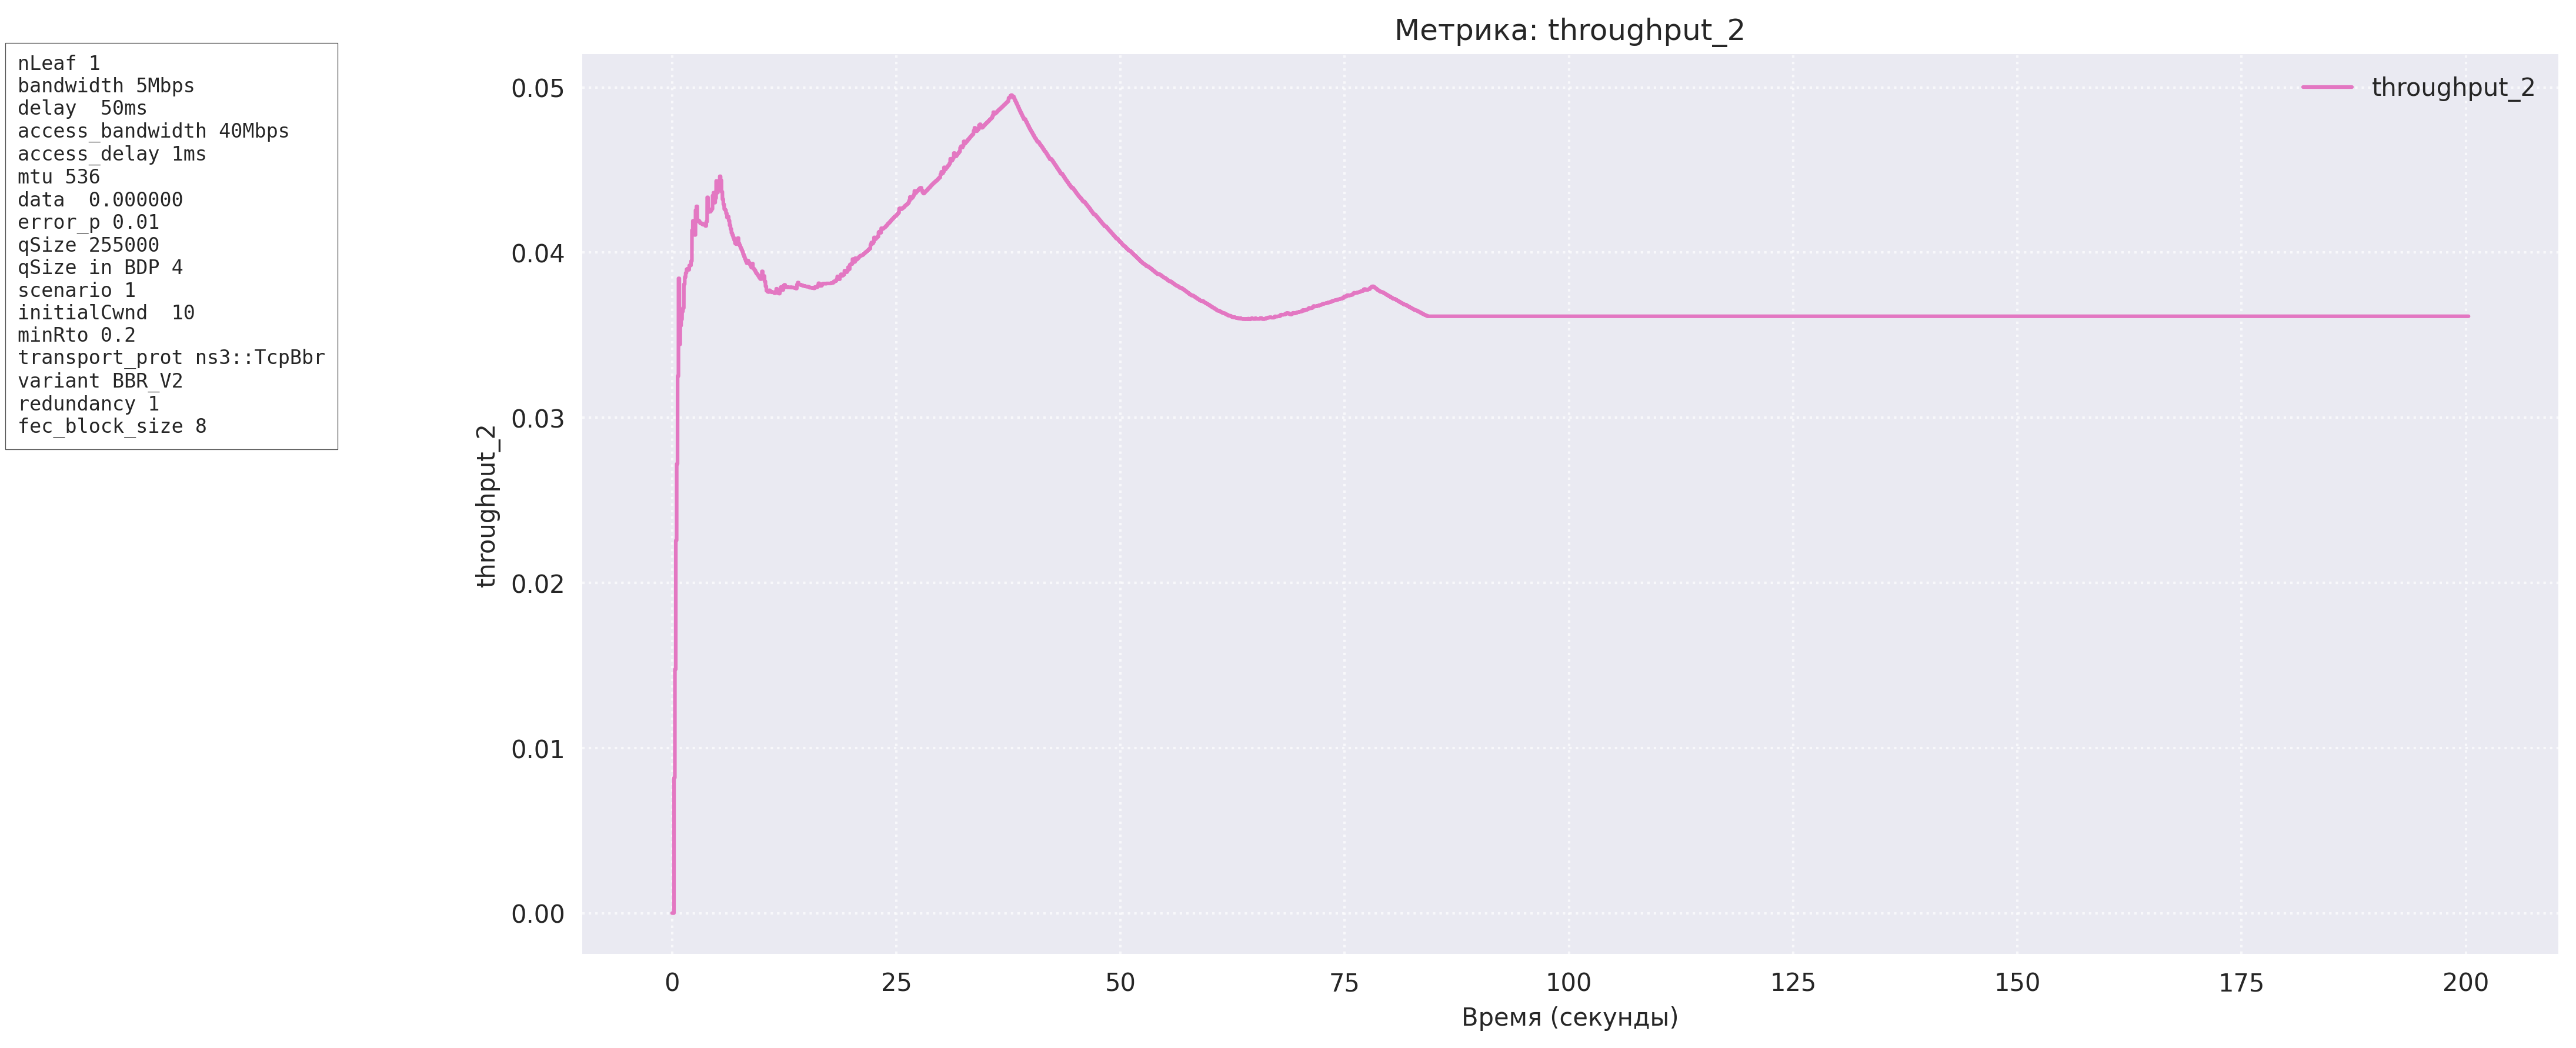 nLeaf 1
bandwidth 5Mbps
delay  50ms
access_bandwidth 40Mbps
access_delay 1ms
mtu 536
data  0.000000
error_p 0.01
qSize 255000
qSize in BDP 4
scenario 1
initialCwnd  10
minRto 0.2
transport_prot ns3::TcpBbr
variant BBR_V2
redundancy 1
fec_block_size 8
Метрика: throughput_2
throughput_2
throughput_2
0.05
0.04
0.03
0.02
0.01
0.00
0 25 50 75 100 125 150 175 200
Время (секунды)